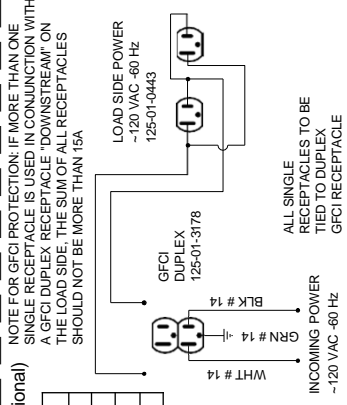 (optional)
NOTE FOR GFCI PROTECTION: IF MORE THAN ONE
SINGLE RECEPTACLE IS USED IN CONJUNCTION WITH
A GFCI DUPLEX RECEPTACLE "DOWNSTREAM" ON
THE LOAD SIDE, THE SUM OF ALL RECEPTACLES
SHOULD NOT BE MORE THAN 15A
LOAD SIDE POWER
~120 VAC -60 Hz
125-01-0443
GFCI
DUPLEX
125-01-3178
WHT # 14
GRN # 14
BLK # 14
INCOMING POWER
~120 VAC -60 Hz
ALL SINGLE
RECEPTACLES TO BE
TIED TO DUPLEX
GFCI RECEPTACLE